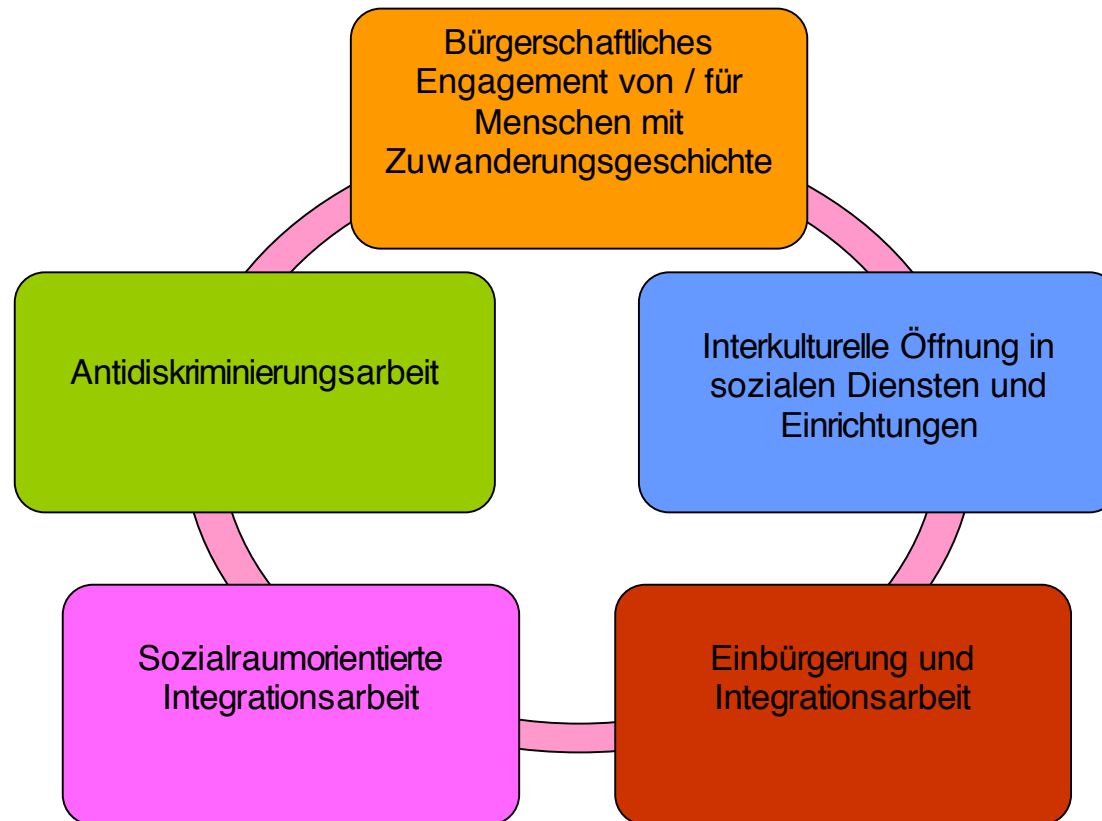 Bürgerschaftliches
Engagement von / für
Menschen mit
Zuwanderungsgeschichte
Antidiskriminierungsarbeit
Interkulturelle Öffnung in
sozialen Diensten und
Einrichtungen
Sozialraumorientierte
Integrationsarbeit
Einbürgerung und
Integrationsarbeit